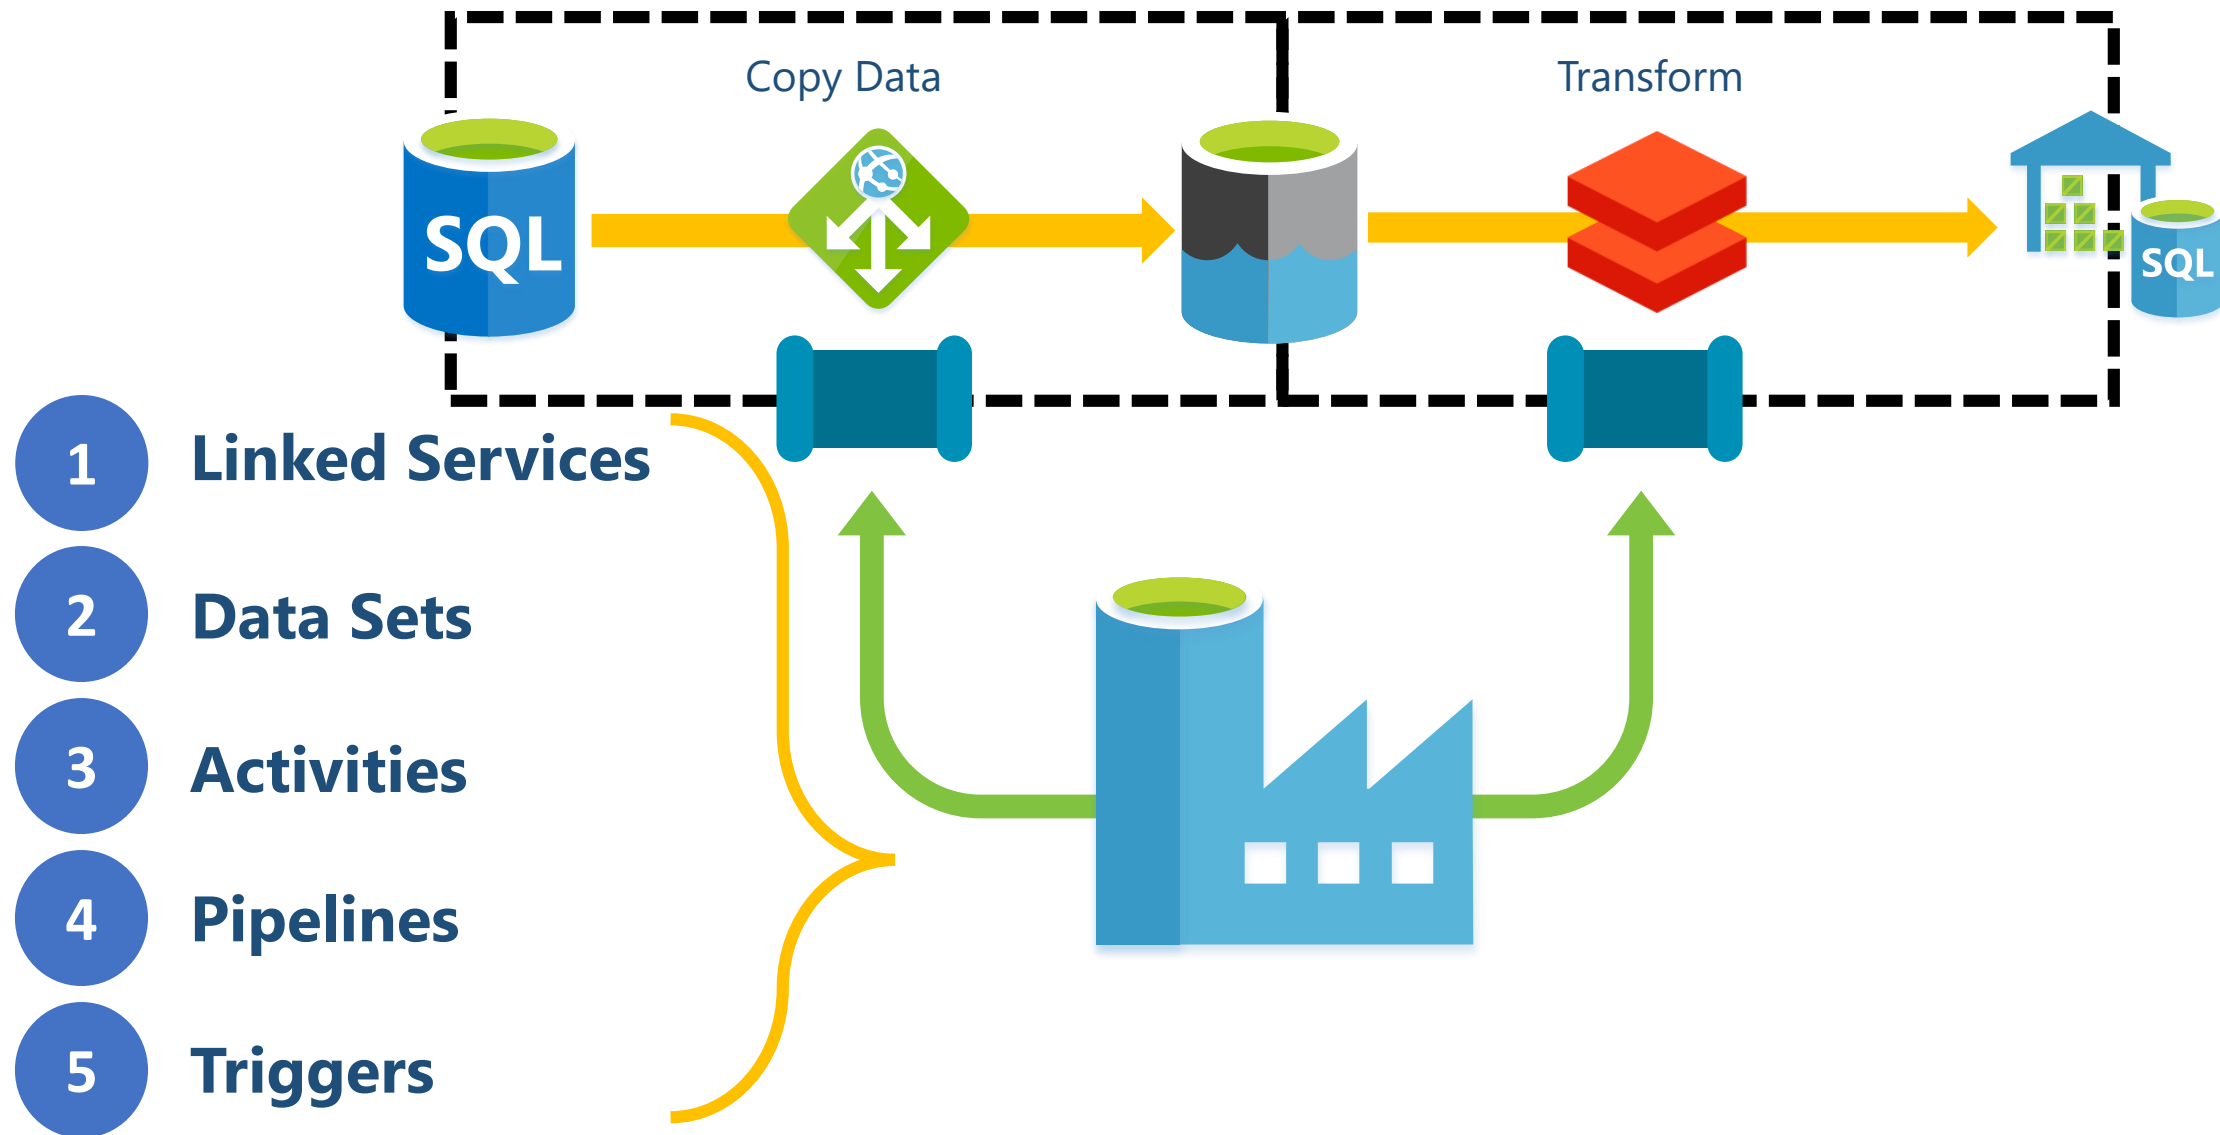 Copy Data
Transform
SQL
SQL
1 Linked Services
2 Data Sets
3 Activities
4 Pipelines
5 Triggers